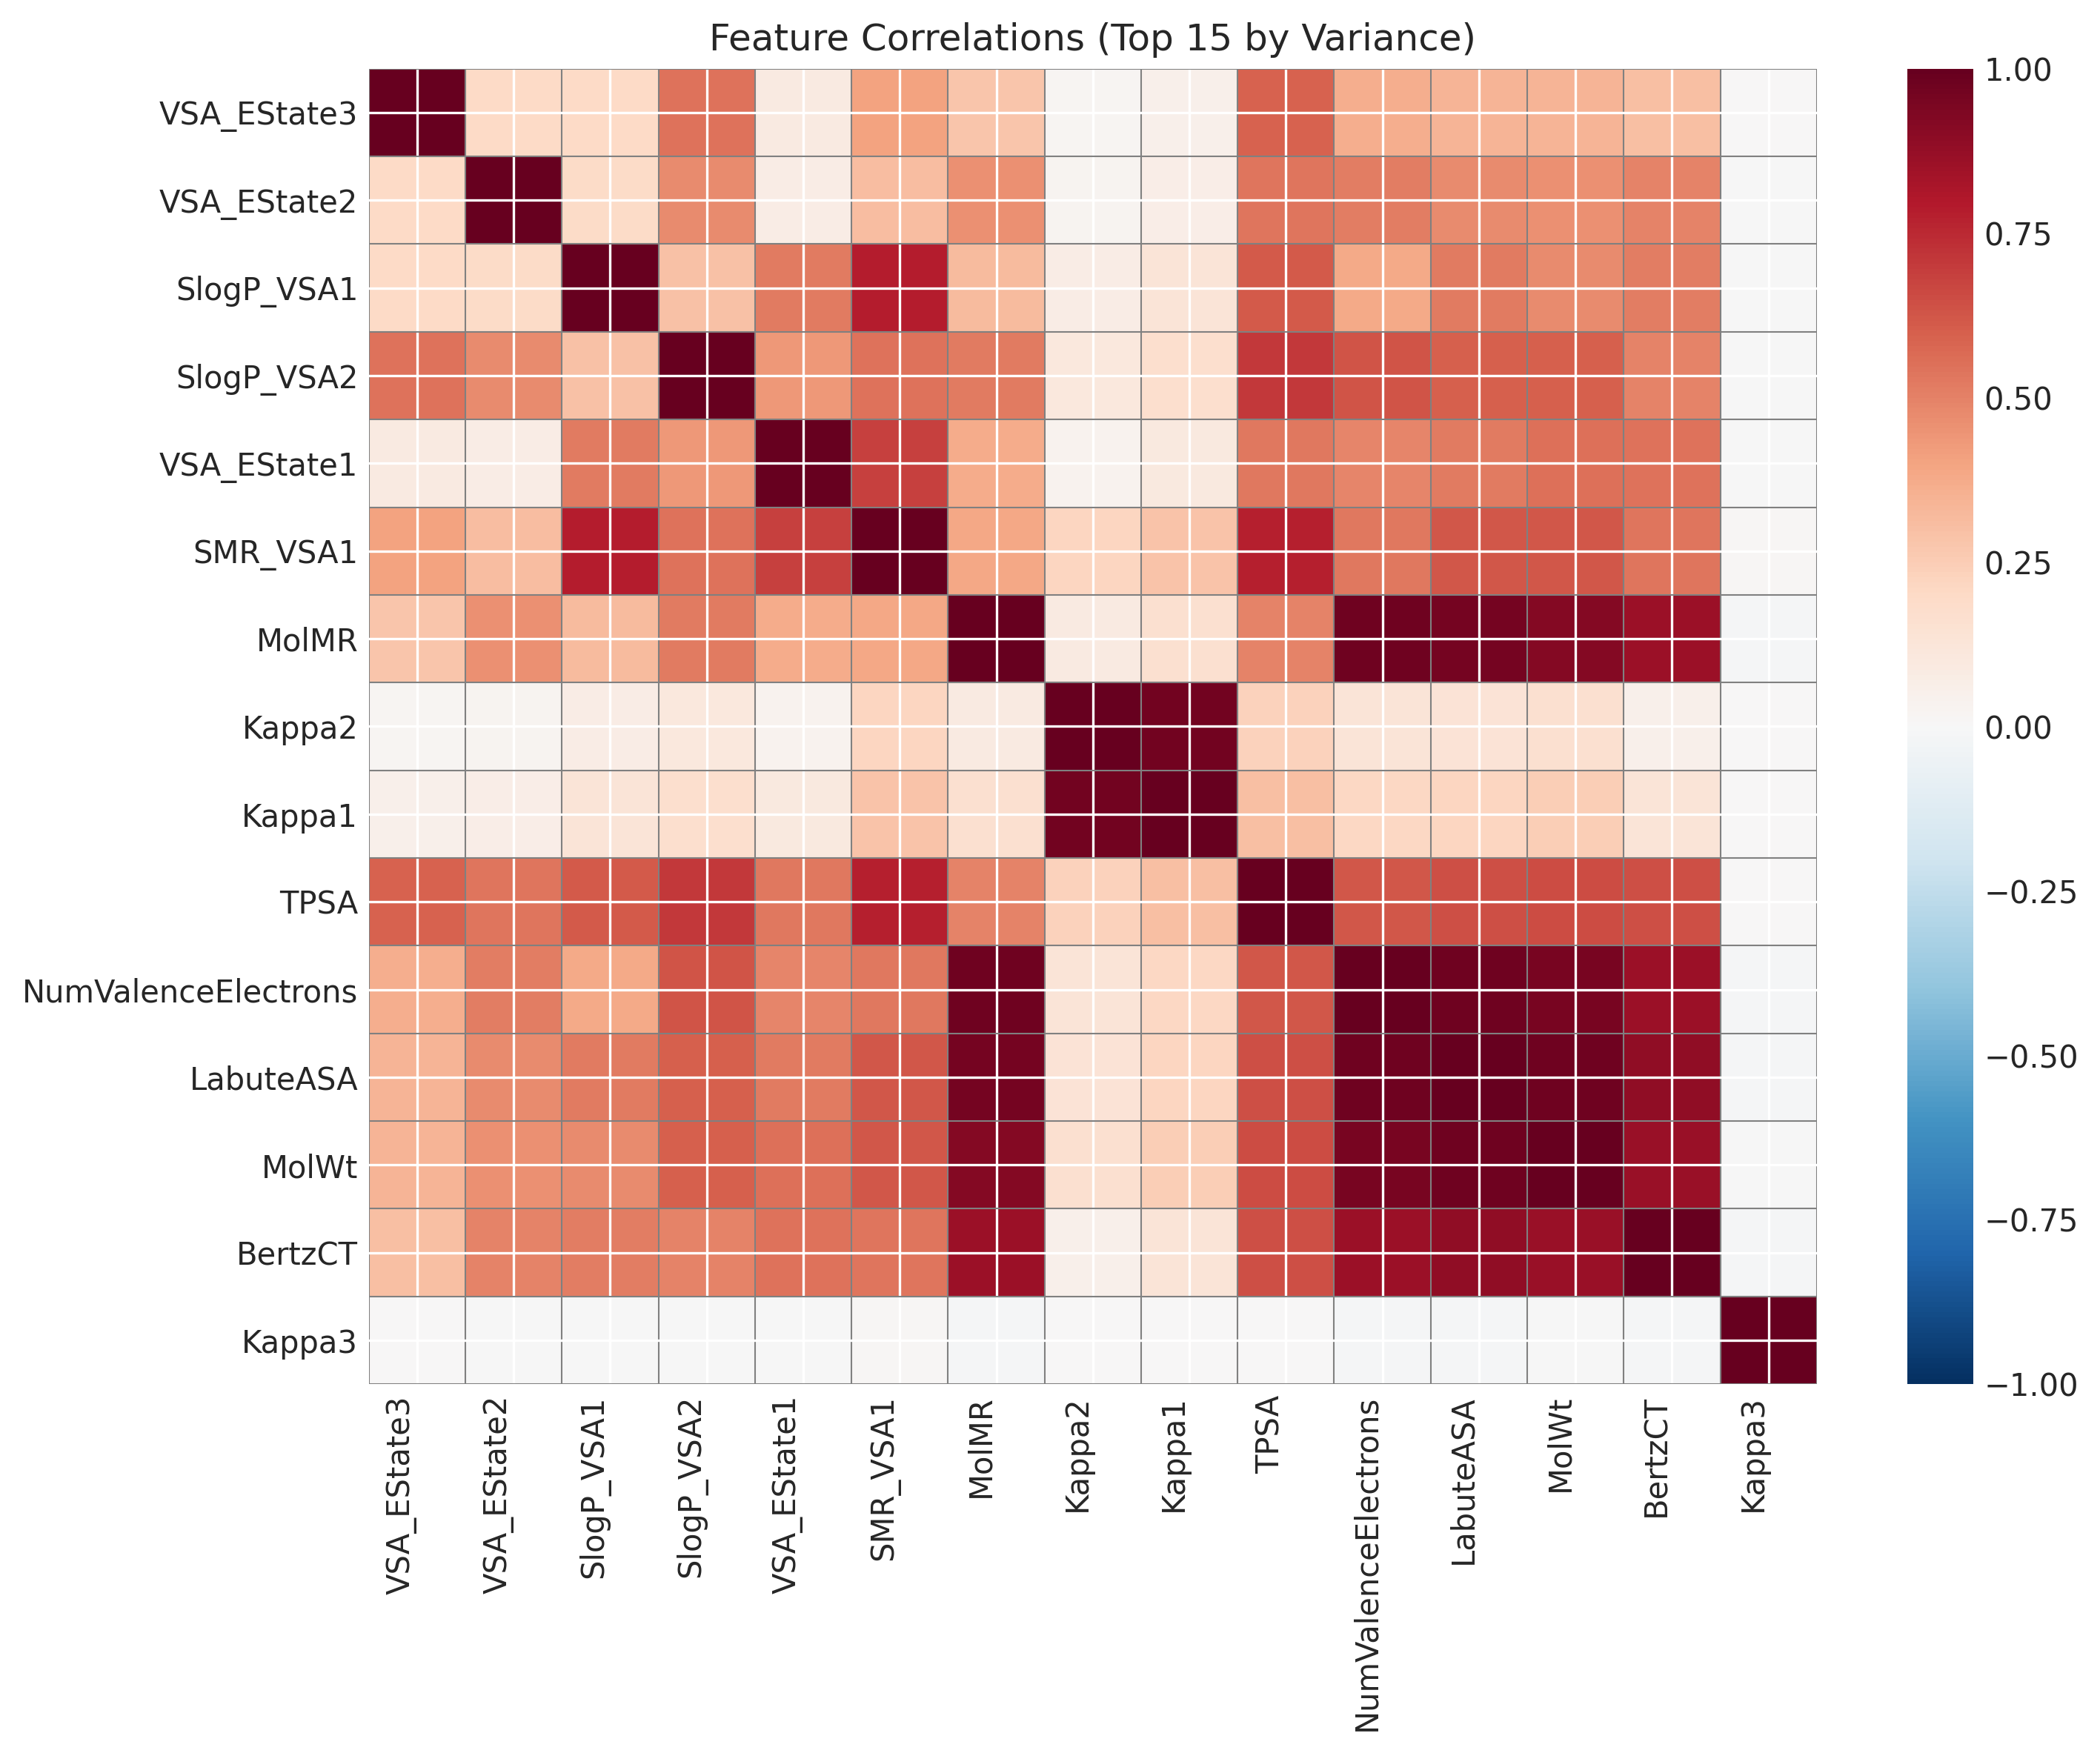 Feature Correlations (Top 15 by Variance)
VSA_EState3
VSA_EState2
SlogP_VSA1
SlogP_VSA2
VSA_EState1
SMR_VSA1
MolMR
Kappa2
Kappa1
TPSA
NumValenceElectrons
LabuteASA
MolWt
BertzCT
Kappa3
VSA_EState3
VSA_EState2
SlogP_VSA1
SlogP_VSA2
VSA_EState1
SMR_VSA1
MolMR
Kappa2
Kappa1
TPSA
NumValenceElectrons
LabuteASA
MolWt
BertzCT
Kappa3
1.00
0.75
0.50
0.25
0.00
−0.25
−0.50
−0.75
−1.00